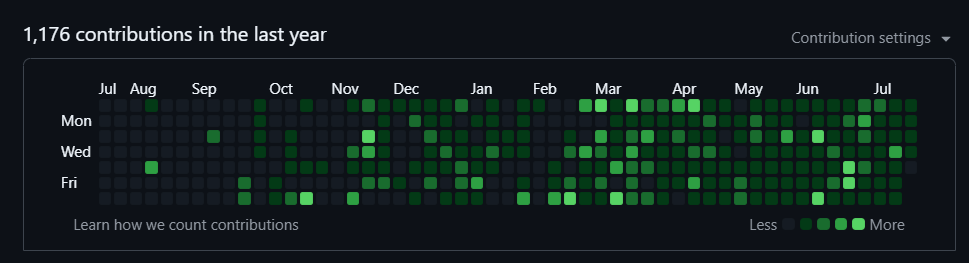 1,176 contributions in the last year
Contribution settings
Jul Aug Sep Oct Nov Dec Jan Feb Mar Apr May Jun Jul
Mon
Wed
Fri
Learn how we count contributions
Less More